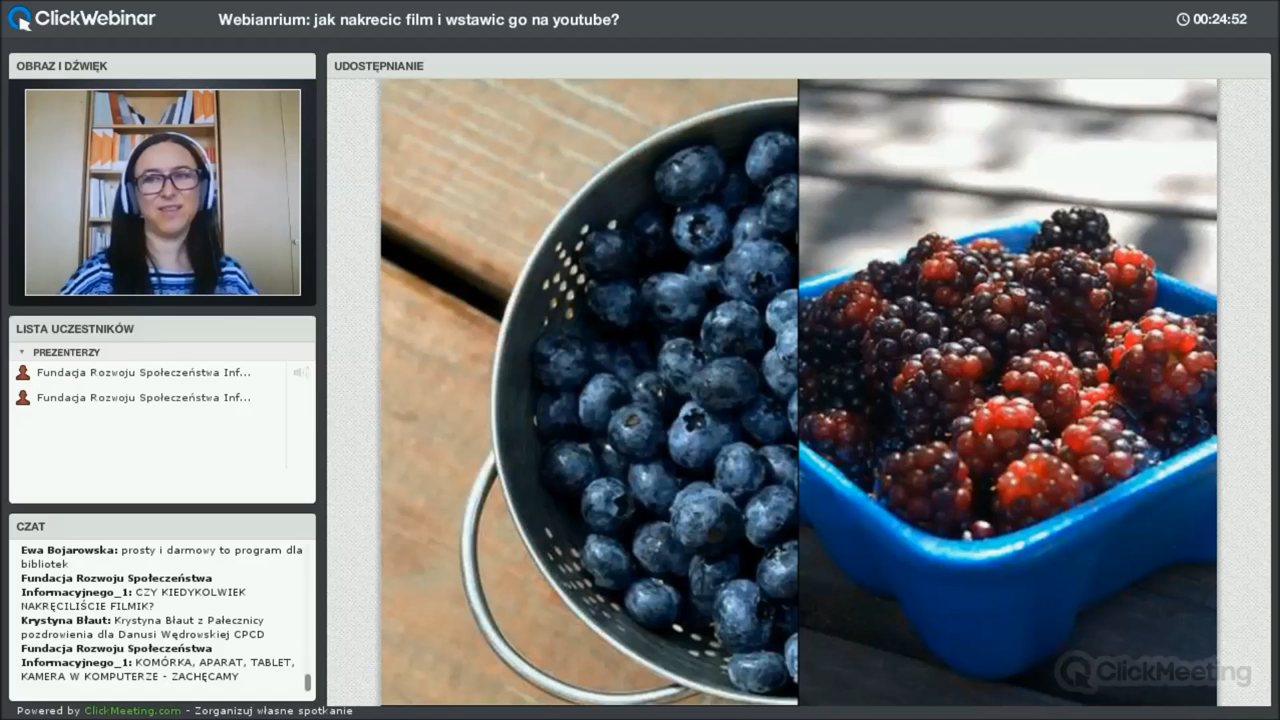 ClickWebinar
Webianrium: jak nakrecic film i wstawic go na youtube?
00:24:52
OBRAZ I DŹWIĘK
UDOSTĘPNIANIE
LISTA UCZESTNIKÓW
PREZENTERZY
Fundacja Rozwoju Społeczeństwa Inf...
Fundacja Rozwoju Społeczeństwa Inf...
CZAT
Ewa Bojarowska: prosty i darmowy to program dla
bibliotek
Fundacja Rozwoju Społeczeństwa
Informacyjnego_1: CZY KIEDYKOLWIEK
NAKRĘCILIŚCIE FILMIK?
Krystyna Błaut: Krystyna Błaut z Pałecznicy
pozdrowienia dla Danusi Wędrowskiej CPCD
Fundacja Rozwoju Społeczeństwa
Informacyjnego_1: KOMÓRKA, APARAT, TABLET,
KAMERA W KOMPUTERZE - ZACHĘCAMY
ClickMeeting
Powered by ClickMeeting.com - Zorganizuj własne spotkanie